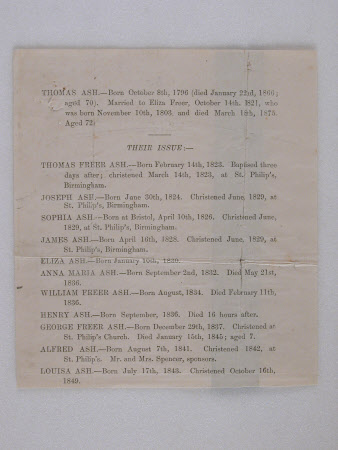 THOMAS ASH.—Born October 8th, 1796 (died January 22nd, 1866;
aged 70). Married to Eliza Freer, October 14th, 1821, who
was born November 10th, 1803, and died March 18th, 1875.
Aged 72)
THEIR ISSUE:—
THOMAS FREER ASH.—Born February 14th, 1823. Baptised three
days after; christened March 14th, 1823, at St. Philip's,
Birmingham.
JOSEPH ASH.—Born June 30th, 1824. Christened June, 1829, at
St. Philip's, Birmingham.
SOPHIA ASH.—Born at Bristol, April 10th, 1826. Christened June,
1829, at St. Philip's, Birmingham.
JAMES ASH.—Born April 16th, 1828. Christened June, 1829, at
St. Philip's, Birmingham.
ELIZA ASH.—Born January 10th, 1830.
ANNA MARIA ASH.—Born September 2nd, 1832. Died May 21st,
1836.
WILLIAM FREER ASH.—Born August, 1834. Died February 11th,
1836.
HENRY ASH.—Born September, 1836. Died 16 hours after.
GEORGE FREER ASH.—Born December 29th, 1837. Christened at
St. Philip's Church. Died January 15th, 1845; aged 7.
ALFRED ASH.—Born August 7th, 1841. Christened 1842, at
St. Philip's. Mr. and Mrs. Spencer, sponsors.
LOUISA ASH.—Born July 17th, 1843. Christened October 16th,
1849.